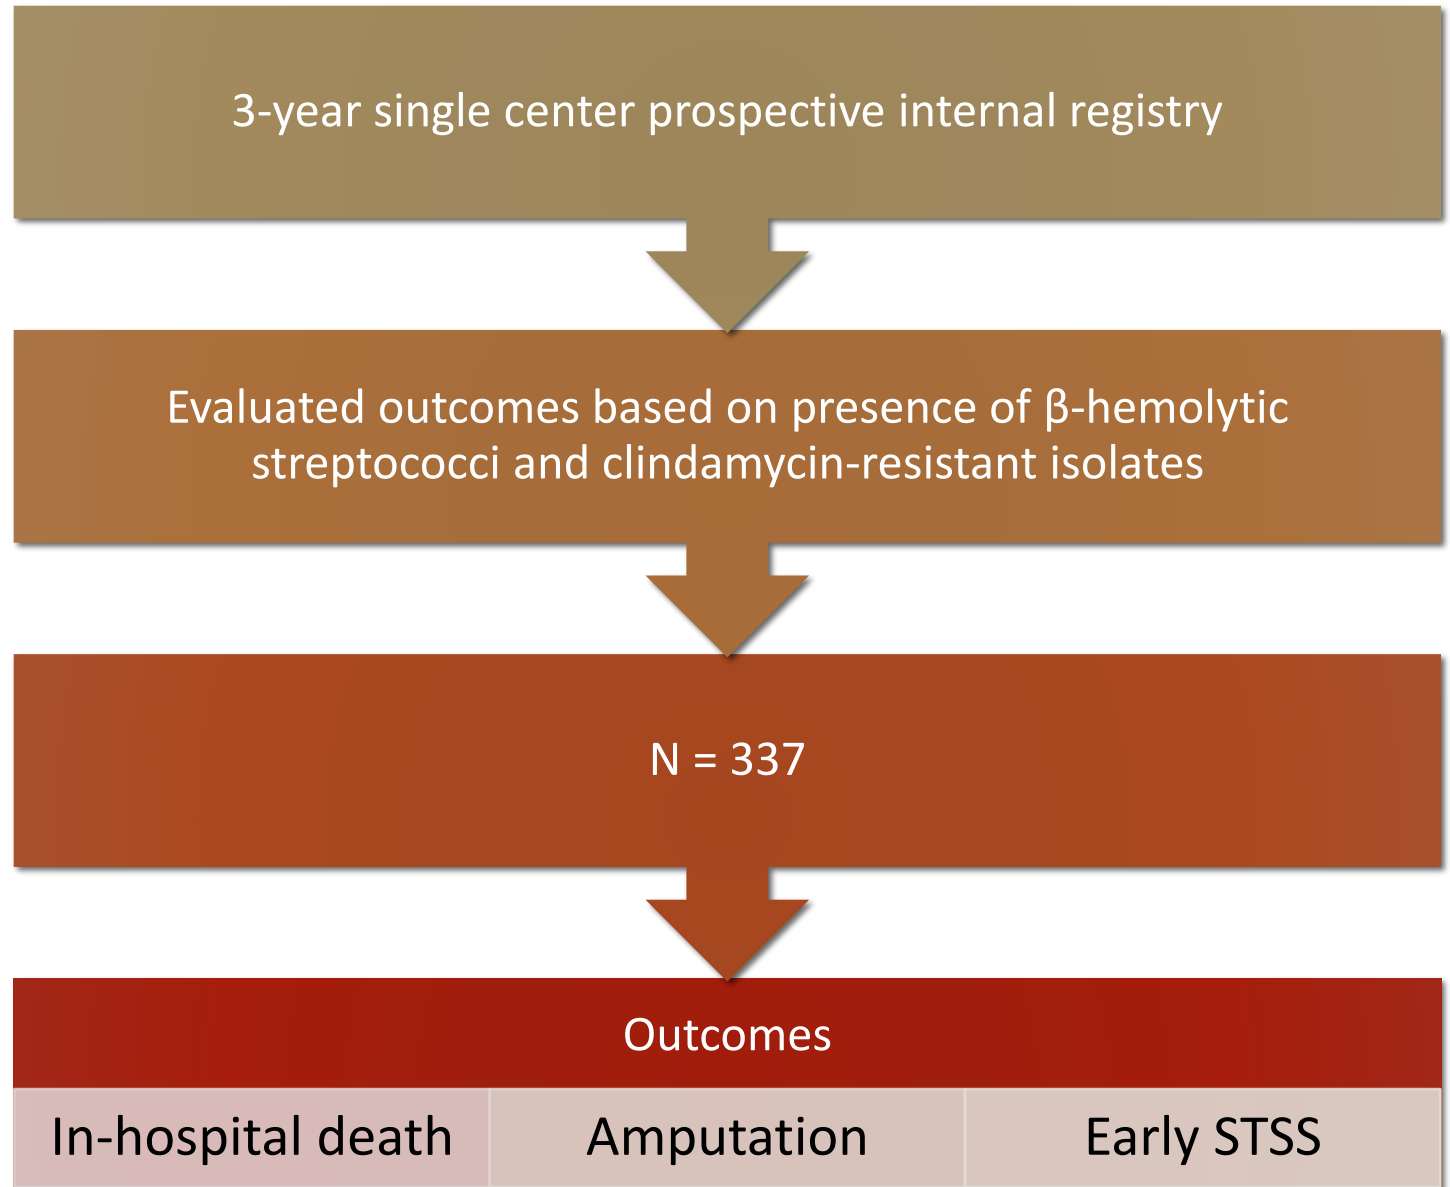 3-year single center prospective internal registry
Evaluated outcomes based on presence of β-hemolytic
streptococci and clindamycin-resistant isolates
N = 337
Outcomes
In-hospital death
Amputation
Early STSS